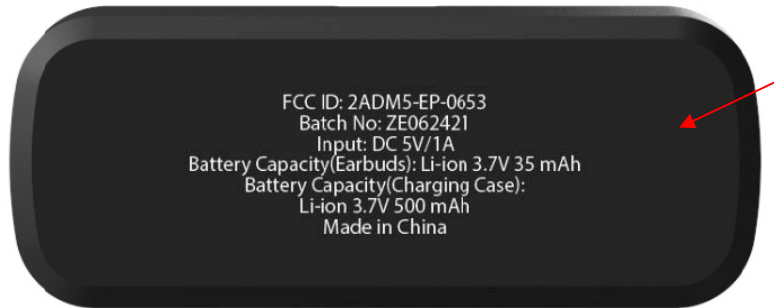 FCC ID: 2ADM5-EP-0653
Batch No: ZE062421
Input: DC 5V/1A
Battery Capacity(Earbuds): Li-ion 3.7V 35 mAh
Battery Capacity(Charging Case):
Li-ion 3.7V 500 mAh
Made in China